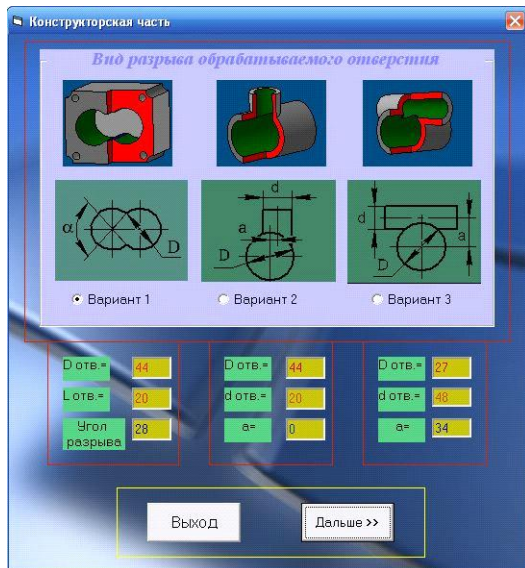 Конструкторская часть
Вид разрыва обрабатываемого отверстия
α D
d a D
d a D
Вариант 1 Вариант 2 Вариант 3
D отв.= 44 D отв.= 44 D отв.= 27
L отв.= 20 d отв.= 20 d отв.= 48
Угол разрыва 28 a= 0 a= 34
Выход Дальше >>